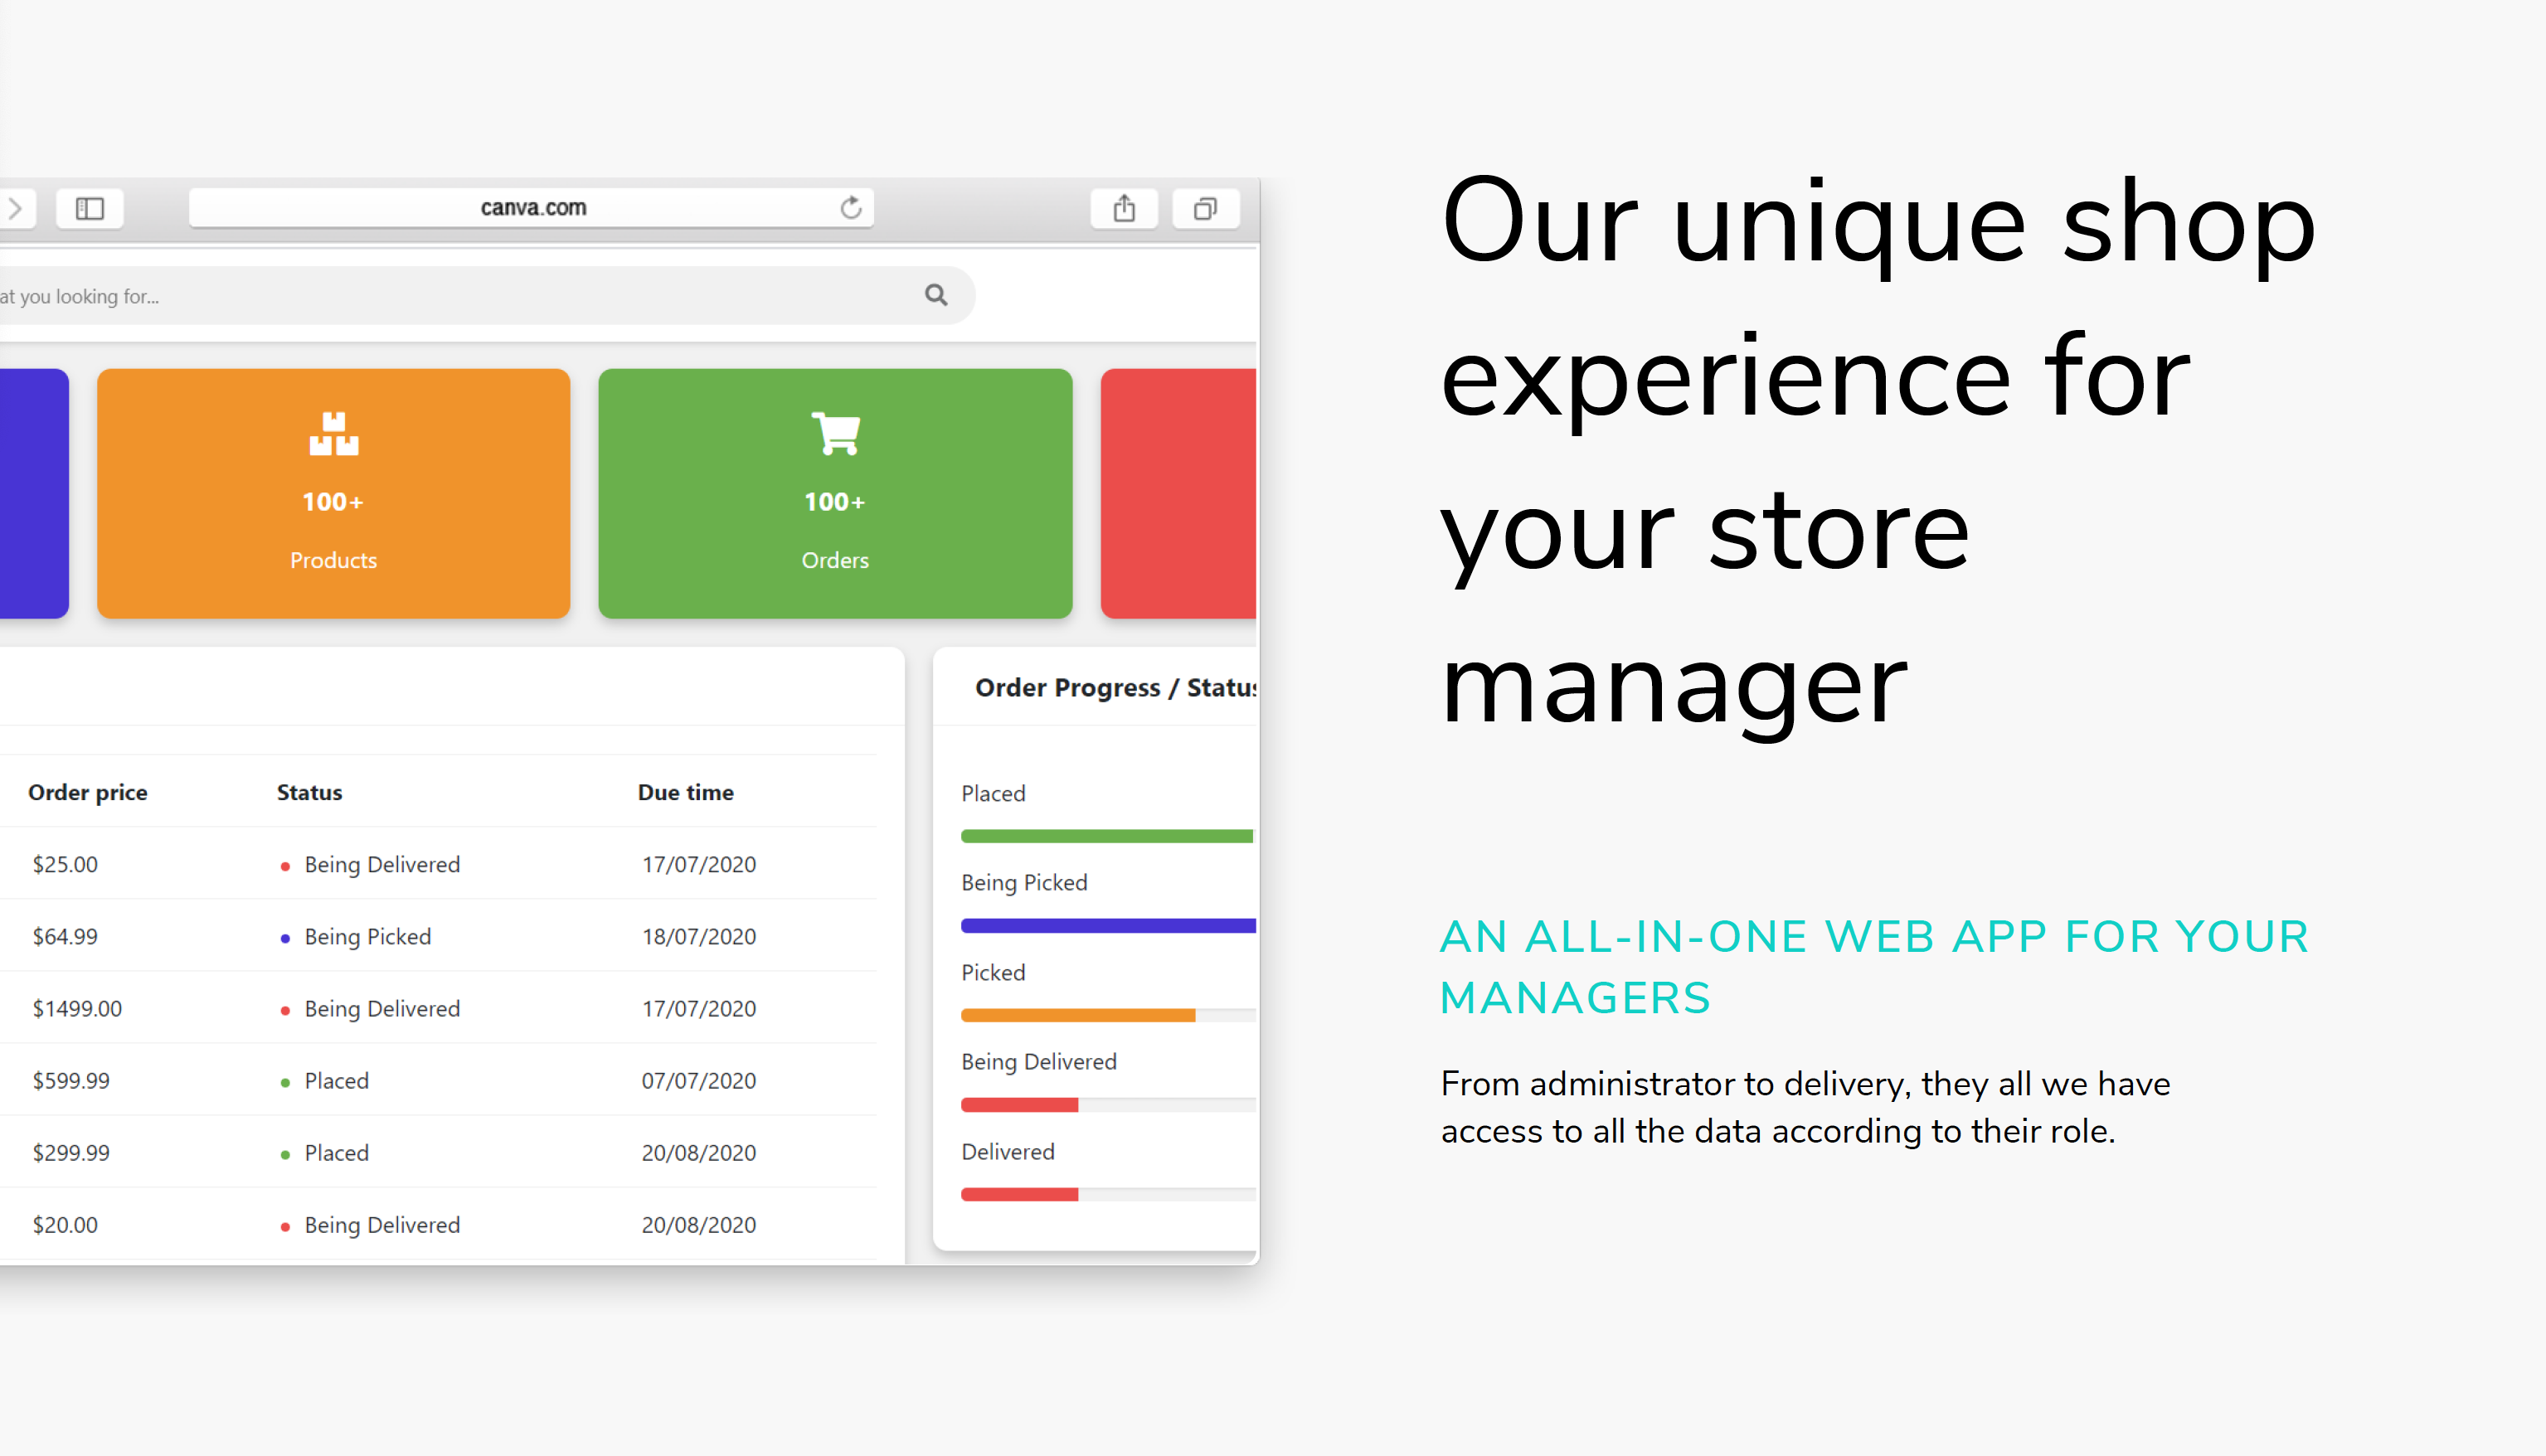 canva.com
at you looking for...
100+
Products
100+
Orders
Order price Status Due time
$25.00 Being Delivered 17/07/2020
$64.99 Being Picked 18/07/2020
$1499.00 Being Delivered 17/07/2020
$599.99 Placed 07/07/2020
$299.99 Placed 20/08/2020
$20.00 Being Delivered 20/08/2020
Order Progress / Status
Placed
Being Picked
Picked
Being Delivered
Delivered
Our unique shop
experience for
your store
manager
AN ALL-IN-ONE WEB APP FOR YOUR
MANAGERS
From administrator to delivery, they all we have
access to all the data according to their role.